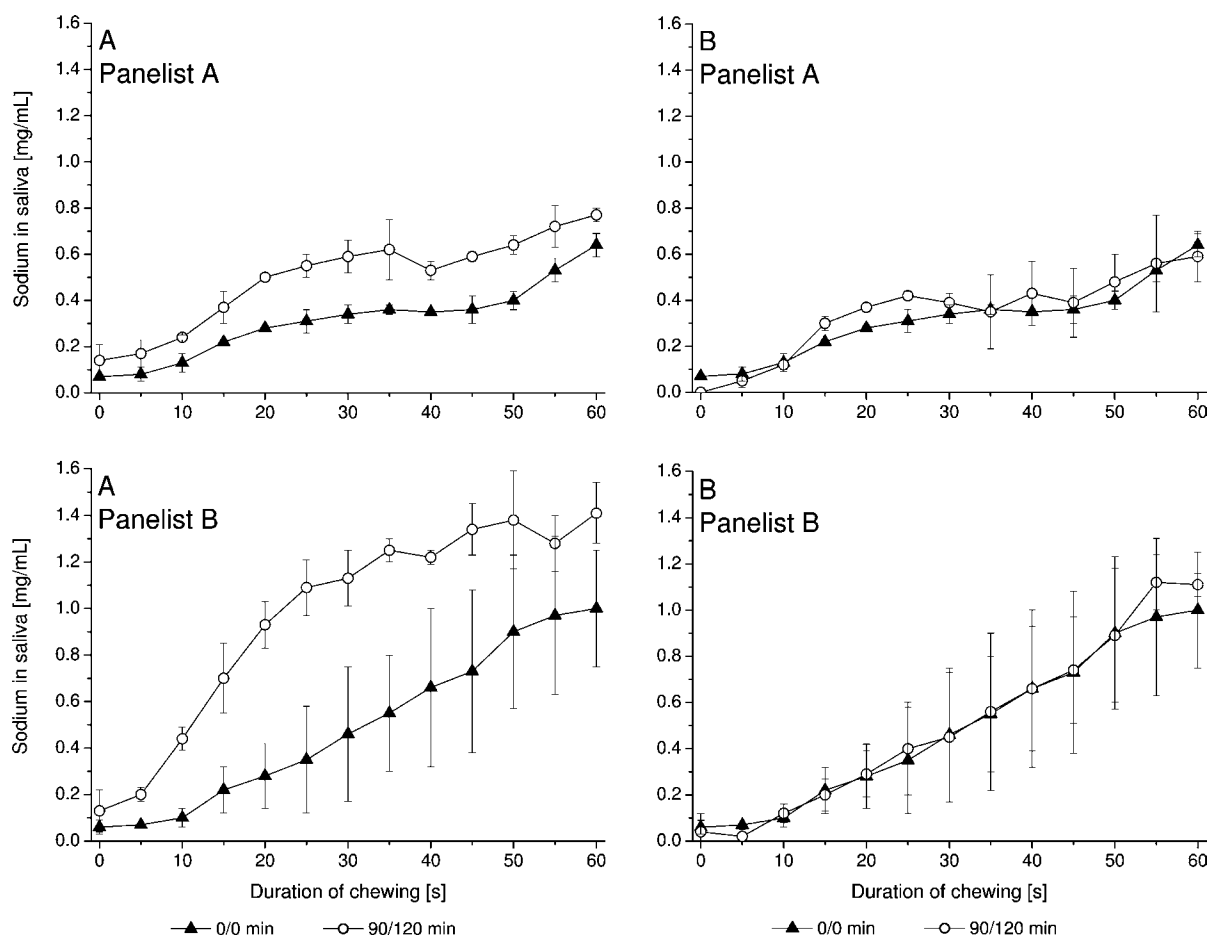 A
Panelist A
Sodium in saliva [mg/mL]
1.6
1.4
1.2
1.0
0.8
0.6
0.4
0.2
0.0
0 10 20 30 40 50 60
B
Panelist A
1.6
1.4
1.2
1.0
0.8
0.6
0.4
0.2
0.0
0 10 20 30 40 50 60
A
Panelist B
Sodium in saliva [mg/mL]
1.6
1.4
1.2
1.0
0.8
0.6
0.4
0.2
0.0
0 10 20 30 40 50 60
Duration of chewing [s]
0/0 min 90/120 min
B
Panelist B
1.6
1.4
1.2
1.0
0.8
0.6
0.4
0.2
0.0
0 10 20 30 40 50 60
Duration of chewing [s]
0/0 min 90/120 min